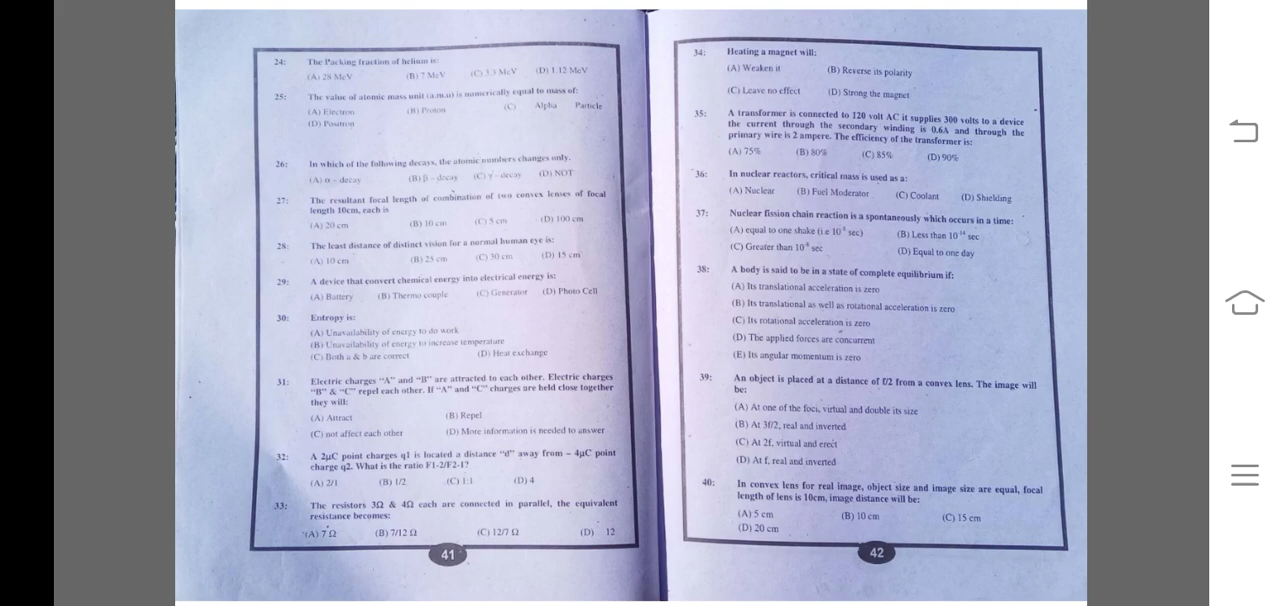 24: The Packing fraction of helium is:
(A) 28 MeV (B) 7 MeV (C) 3.3 MeV (D) 1.12 MeV
25: The value of atomic mass unit (a.m.u) is numerically equal to mass of:
(A) Electron (B) Proton (C) Alpha Particle
(D) Positron
26: In which of the following decays, the atomic numbers changes only.
(A) α – decay (B) β – decay (C) γ – decay (D) NOT
27: The resultant focal length of combination of two convex lenses of focal
length 10cm, each is
(A) 20 cm (B) 10 cm (C) 5 cm (D) 100 cm
28: The least distance of distinct vision for a normal human eye is:
(A) 10 cm (B) 25 cm (C) 30 cm (D) 15 cm
29: A device that convert chemical energy into electrical energy is:
(A) Battery (B) Thermo couple (C) Generator (D) Photo Cell
30: Entropy is:
(A) Unavailability of energy to do work
(B) Unavailability of energy to increase temperature
(C) Both a & b are correct (D) Heat exchange
31: Electric charges "A" and "B" are attracted to each other. Electric charges
"B" & "C" repel each other. If "A" and "C" charges are held close together
they will:
(A) Attract (B) Repel
(C) not affect each other (D) More information is needed to answer
32: A 2μC point charges q1 is located a distance "d" away from – 4μC point
charge q2. What is the ratio F1-2/F2-1?
(A) 2/1 (B) 1/2 (C) 1:1 (D) 4
33: The resistors 3Ω & 4Ω each are connected in parallel, the equivalent
resistance becomes:
(A) 7 Ω (B) 7/12 Ω (C) 12/7 Ω (D) 12
41
34: Heating a magnet will:
(A) Weaken it (B) Reverse its polarity
(C) Leave no effect (D) Strong the magnet
35: A transformer is connected to 120 volt AC it supplies 300 volts to a device
the current through the secondary winding is 0.6A and through the
primary wire is 2 ampere. The efficiency of the transformer is:
(A) 75% (B) 80% (C) 85% (D) 90%
36: In nuclear reactors, critical mass is used as a:
(A) Nuclear (B) Fuel Moderator (C) Coolant (D) Shielding
37: Nuclear fission chain reaction is a spontaneously which occurs in a time:
(A) equal to one shake (i.e sec) (B) Less than sec
(C) Greater than sec (D) Equal to one day
38: A body is said to be in a state of complete equilibrium if:
(A) Its translational acceleration is zero
(B) Its translational as well as rotational acceleration is zero
(C) Its rotational acceleration is zero
(D) The applied forces are concurrent
(E) Its angular momentum is zero
39: An object is placed at a distance of f/2 from a convex lens. The image will
be:
(A) At one of the foci, virtual and double its size
(B) At 3f/2, real and inverted
(C) At 2f, virtual and erect
(D) At f, real and inverted
40: In convex lens for real image, object size and image size are equal, focal
length of lens is 10cm, image distance will be:
(A) 5 cm (B) 10 cm (C) 15 cm
(D) 20 cm
42